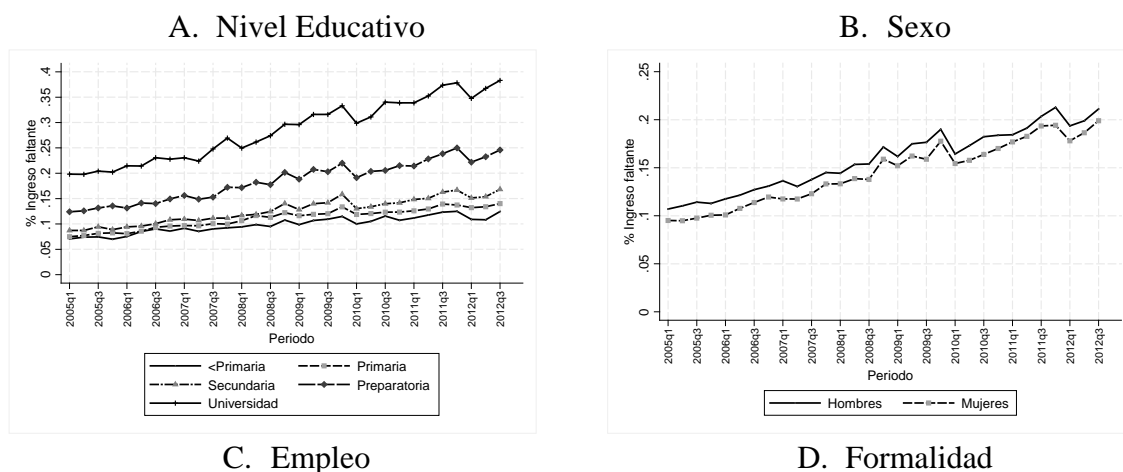 A. Nivel Educativo
% Ingreso faltante
.4
.35
.3
.25
.2
.15
.1
.05
0
2005q1
2005q3
2006q1
2006q3
2007q1
2007q3
2008q1
2008q3
2009q1
2009q3
2010q1
2010q3
2011q1
2011q3
2012q1
2012q3
Periodo
<Primaria Primaria
Secundaria Preparatoria
Universidad
B. Sexo
% Ingreso faltante
.25
.2
.15
.1
.05
0
2005q1
2005q3
2006q1
2006q3
2007q1
2007q3
2008q1
2008q3
2009q1
2009q3
2010q1
2010q3
2011q1
2011q3
2012q1
2012q3
Periodo
Hombres Mujeres
C. Empleo
D. Formalidad